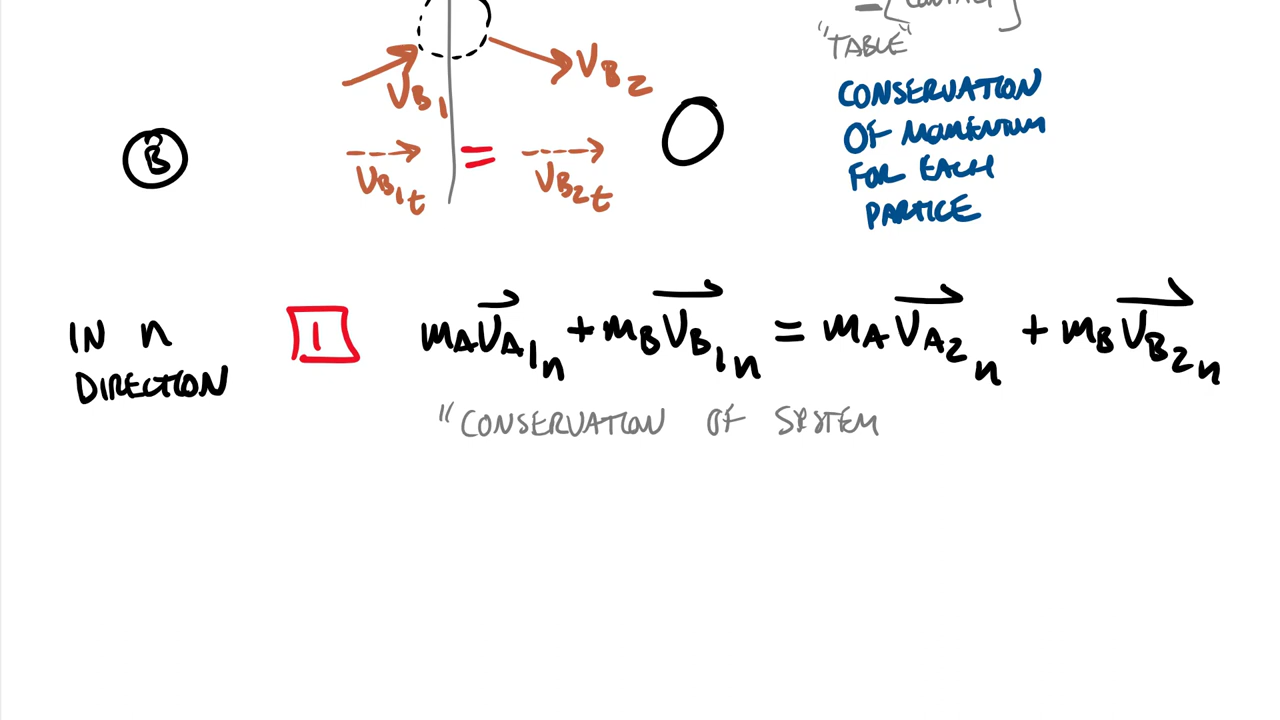 "TABLE"
V_B1
V_B2
CONSERVATION
OF MOMENTUM
FOR EACH
PARTICE
B
V_B1t = V_B2t
IN n
DIRECTION
1
m_A V_A1n + m_B V_B1n = m_A V_A2n + m_B V_B2n
"CONSERVATION OF SYSTEM